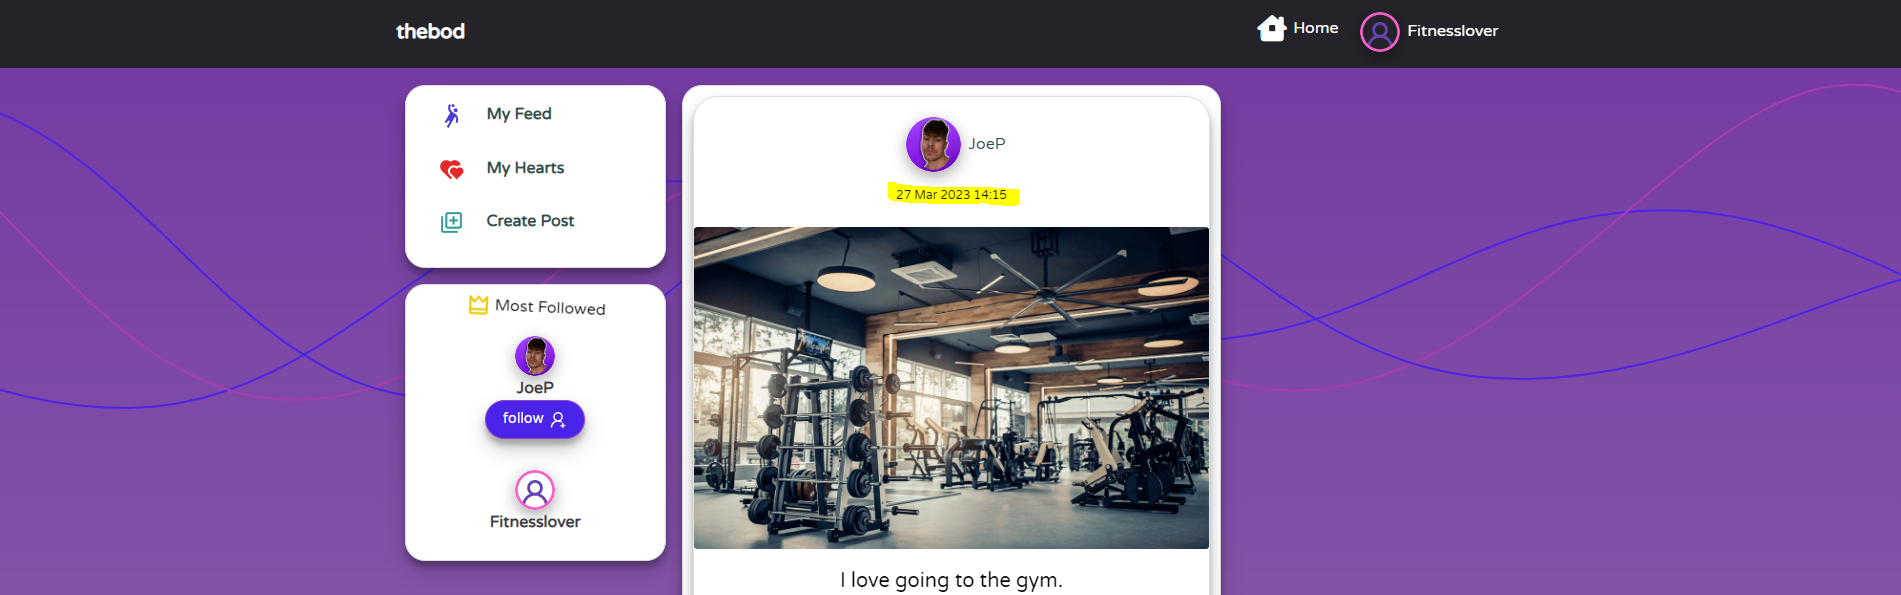 thebod
Home
Fitnesslover
My Feed
My Hearts
Create Post
Most Followed
JoeP
follow
Fitnesslover
JoeP
27 Mar 2023 14:15
I love going to the gym.